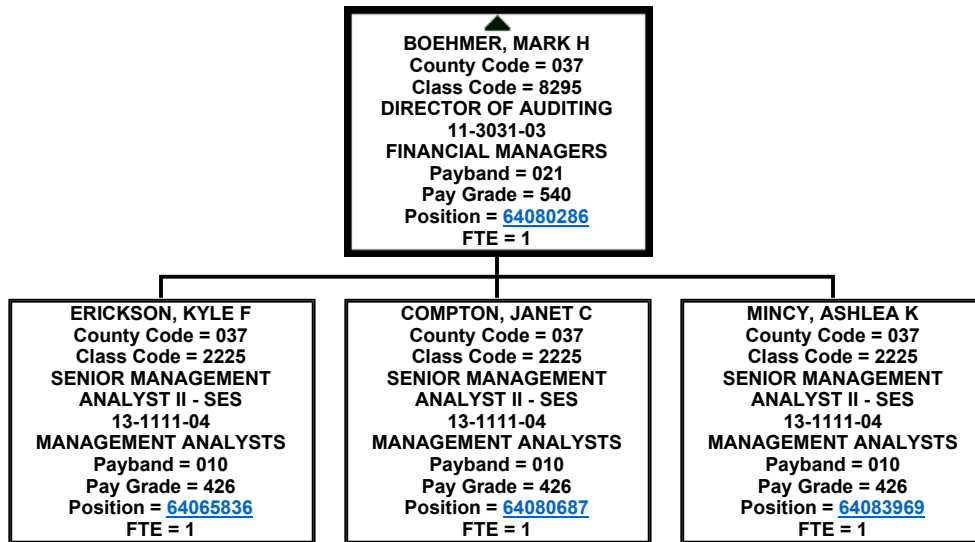 BOEHMER, MARK H
County Code = 037
Class Code = 8295
DIRECTOR OF AUDITING
11-3031-03
FINANCIAL MANAGERS
Payband = 021
Pay Grade = 540
Position = 64080286
FTE = 1
ERICKSON, KYLE F
County Code = 037
Class Code = 2225
SENIOR MANAGEMENT
ANALYST II - SES
13-1111-04
MANAGEMENT ANALYSTS
Payband = 010
Pay Grade = 426
Position = 64065836
FTE = 1
COMPTON, JANET C
County Code = 037
Class Code = 2225
SENIOR MANAGEMENT
ANALYST II - SES
13-1111-04
MANAGEMENT ANALYSTS
Payband = 010
Pay Grade = 426
Position = 64080687
FTE = 1
MINCY, ASHLEA K
County Code = 037
Class Code = 2225
SENIOR MANAGEMENT
ANALYST II - SES
13-1111-04
MANAGEMENT ANALYSTS
Payband = 010
Pay Grade = 426
Position = 64083969
FTE = 1